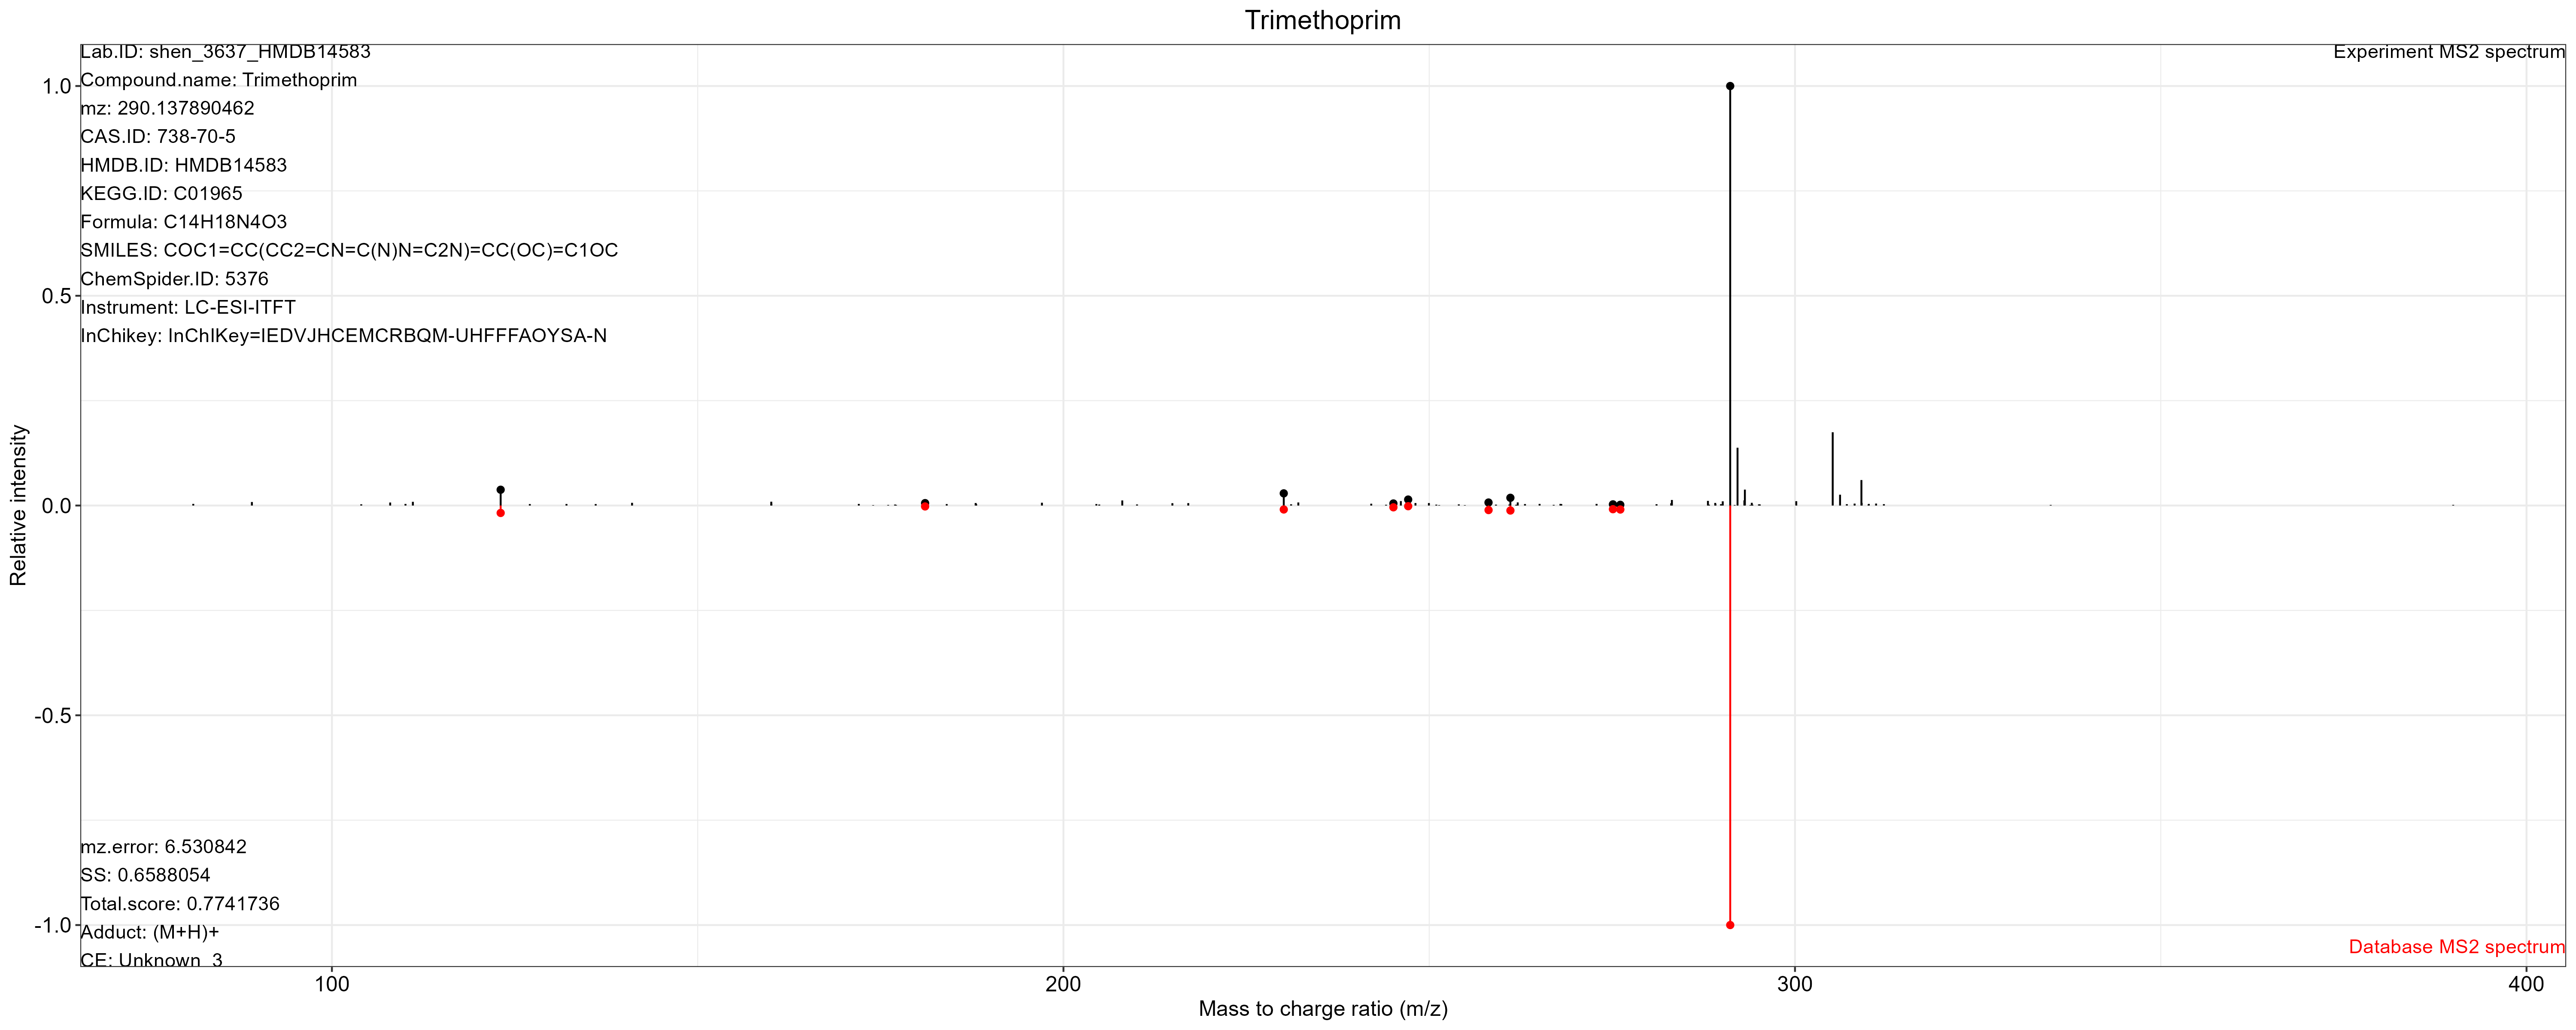 Trimethoprim
Lab.ID: shen_3637_HMDB14583
Experiment MS2 spectrum
Compound.name: Trimethoprim
mz: 290.137890462
CAS.ID: 738-70-5
HMDB.ID: HMDB14583
KEGG.ID: C01965
Formula: C14H18N4O3
SMILES: COC1=CC(CC2=CN=C(N)N=C2N)=CC(OC)=C1OC
ChemSpider.ID: 5376
Instrument: LC-ESI-ITFT
InChikey: InChIKey=IEDVJHCEMCRBQM-UHFFFAOYSA-N
1.0
0.5
0.0
-0.5
-1.0
Relative intensity
mz.error: 6.530842
SS: 0.6588054
Total.score: 0.7741736
Adduct: (M+H)+
CE: Unknown_3
Database MS2 spectrum
100
200
300
400
Mass to charge ratio (m/z)